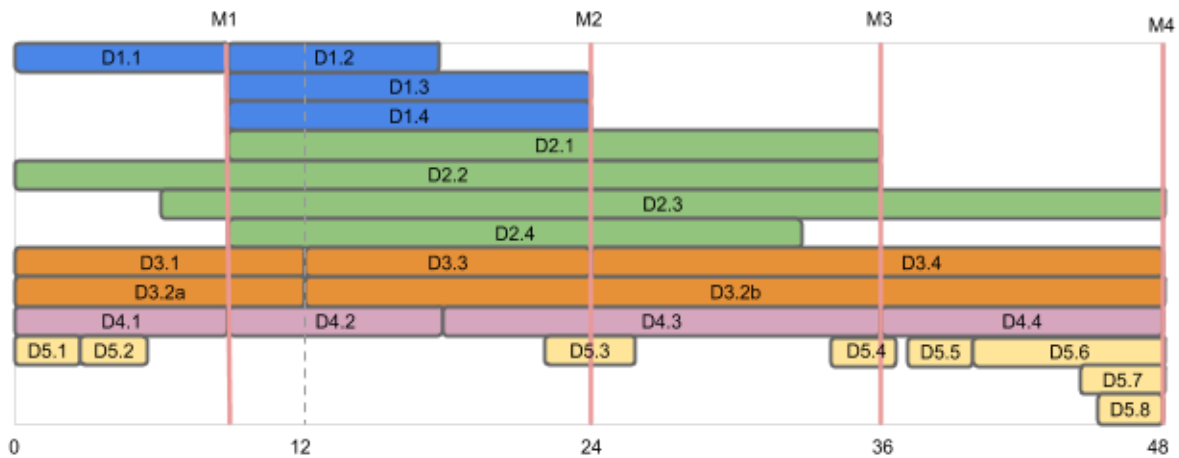 M1 M2 M3 M4
D1.1 D1.2
D1.3
D1.4
D2.1
D2.2
D2.3
D2.4
D3.1 D3.3 D3.4
D3.2a D3.2b
D4.1 D4.2 D4.3 D4.4
D5.1 D5.2 D5.3 D5.4 D5.5 D5.6
D5.7
D5.8
0 12 24 36 48